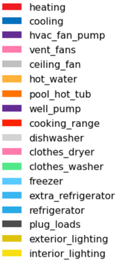 heating
cooling
hvac_fan_pump
vent_fans
ceiling_fan
hot_water
pool_hot_tub
well_pump
cooking_range
dishwasher
clothes_dryer
clothes_washer
freezer
extra_refrigerator
refrigerator
plug_loads
exterior_lighting
interior_lighting